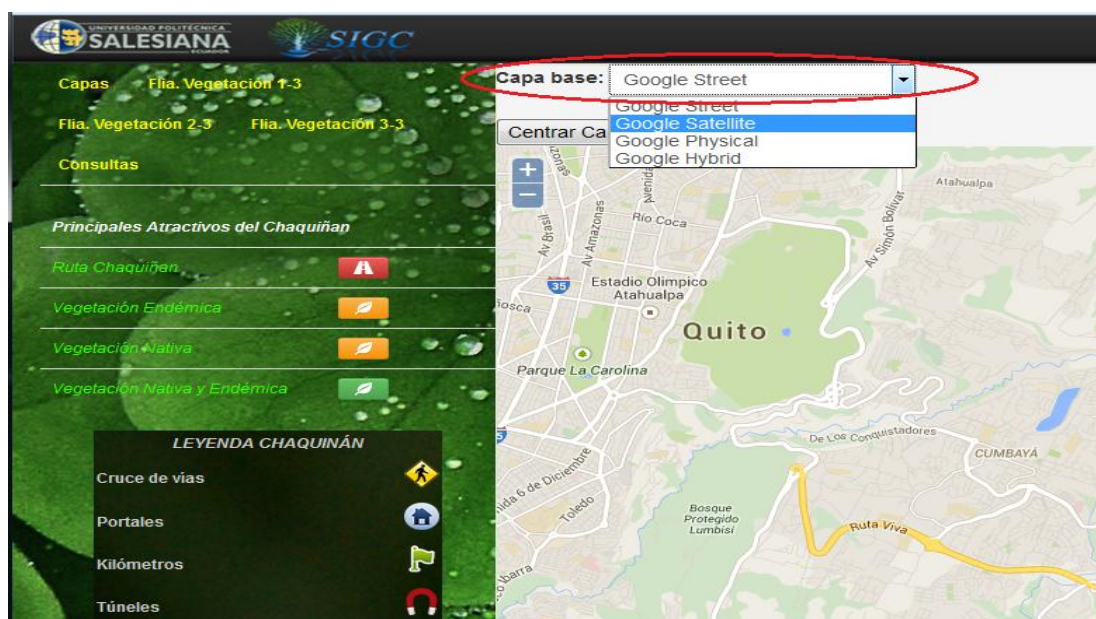 UNIVERSIDAD POLITÉCNICA
SALESIANA
ECUADOR
SIGC
Capas Flia. Vegetación 1-3
Flia. Vegetación 2-3 Flia. Vegetación 3-3
Consultas
Principales Atractivos del Chaquiñan
Ruta Chaquiñan
Vegetación Endémica
Vegetación Nativa
Vegetación Nativa y Endémica
LEYENDA CHAQUINÁN
Cruce de vías
Portales
Kilómetros
Túneles
Capa base: Google Street
Google Street
Google Satellite
Google Physical
Google Hybrid
Centrar Ca
+
−
Atahualpa
Av Simón Bolívar
Río Coca
Av Brasil
Av Amazonas
35
Estadio Olímpico
Atahualpa
Quito
Parque La Carolina
De Los Conquistadores
CUMBAYÁ
Toledo
Bosque
Protegido
Lumbisí
Ruta Viva